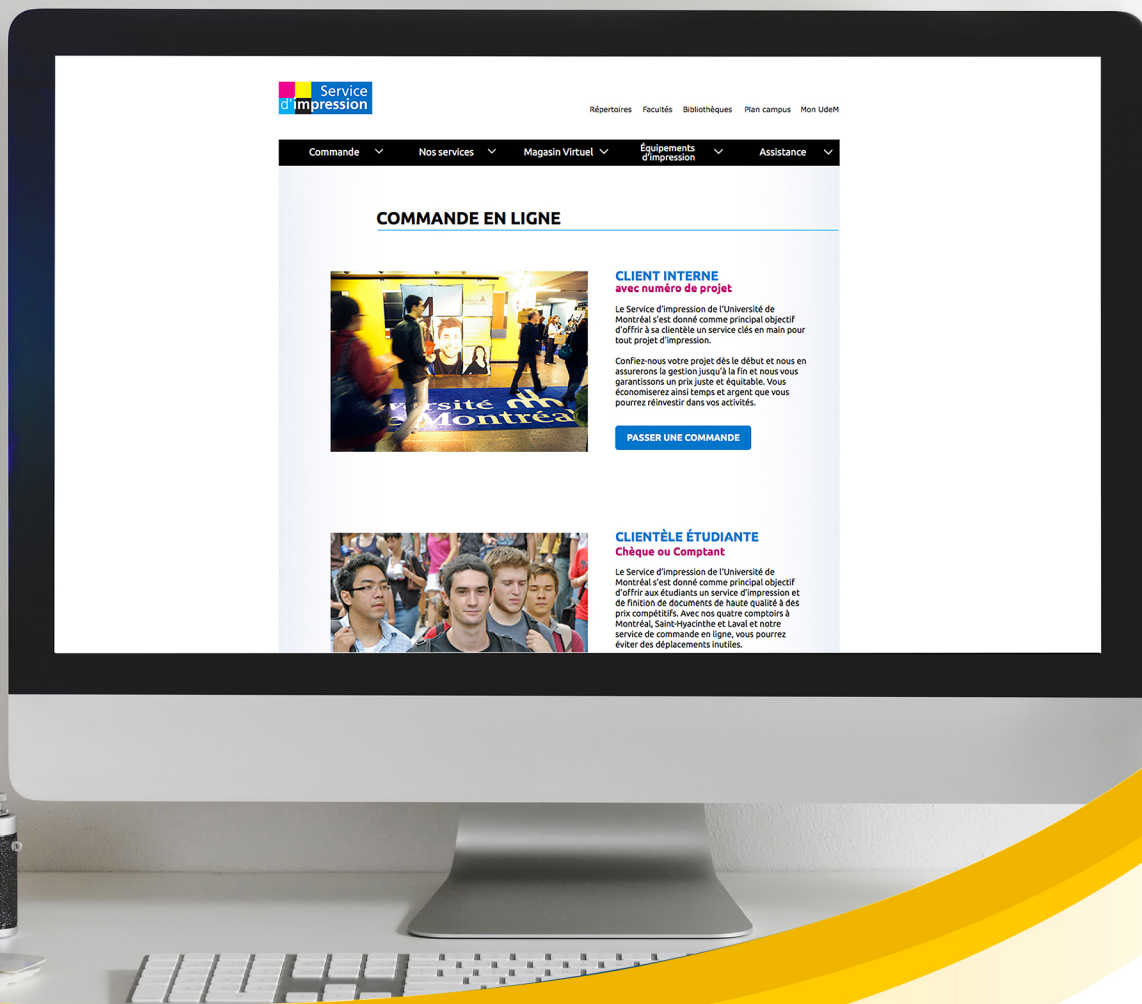 Service
d'impression
Répertoires Facultés Bibliothèques Plan campus Mon UdeM
Commande Nos services Magasin Virtuel Équipements d'impression Assistance
COMMANDE EN LIGNE
CLIENT INTERNE
avec numéro de projet
Le Service d'impression de l'Université de
Montréal s'est donné comme principal objectif
d'offrir à sa clientèle un service clés en main pour
tout projet d'impression.
Confiez-nous votre projet dès le début et nous en
assurerons la gestion jusqu'à la fin et nous vous
garantissons un prix juste et équitable. Vous
économiserez ainsi temps et argent que vous
pourrez réinvestir dans vos activités.
PASSER UNE COMMANDE
Montréal
CLIENTÈLE ÉTUDIANTE
Chèque ou Comptant
Le Service d'impression de l'Université de
Montréal s'est donné comme principal objectif
d'offrir aux étudiants un service d'impression et
de finition de documents de haute qualité à des
prix compétitifs. Avec nos quatre comptoirs à
Montréal, Saint-Hyacinthe et Laval et notre
service de commande en ligne, vous pourrez
éviter des déplacements inutiles.